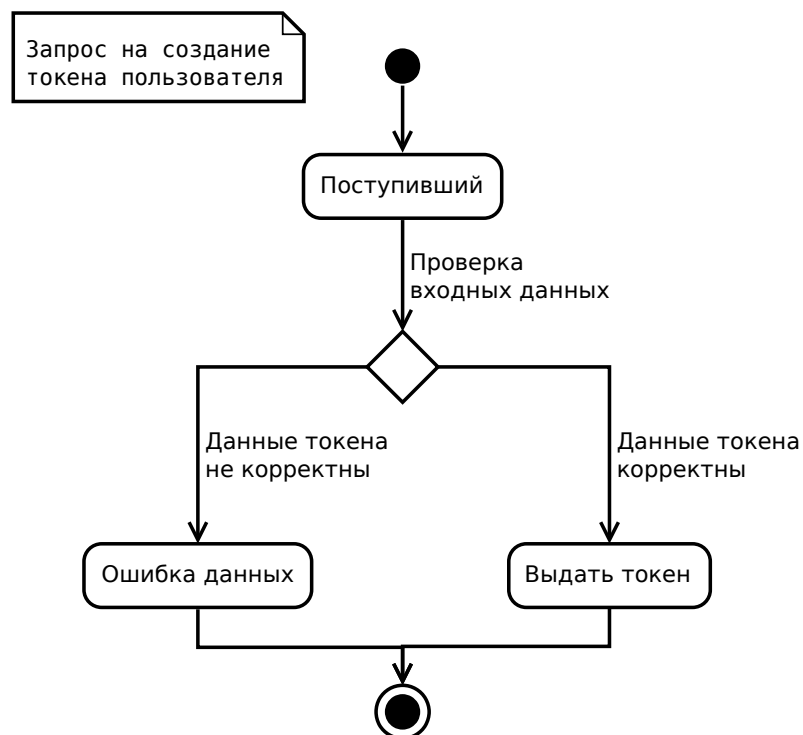 Запрос на создание
токена пользователя
Поступивший
Проверка
входных данных
Данные токена
не корректны
Данные токена
корректны
Ошибка данных
Выдать токен